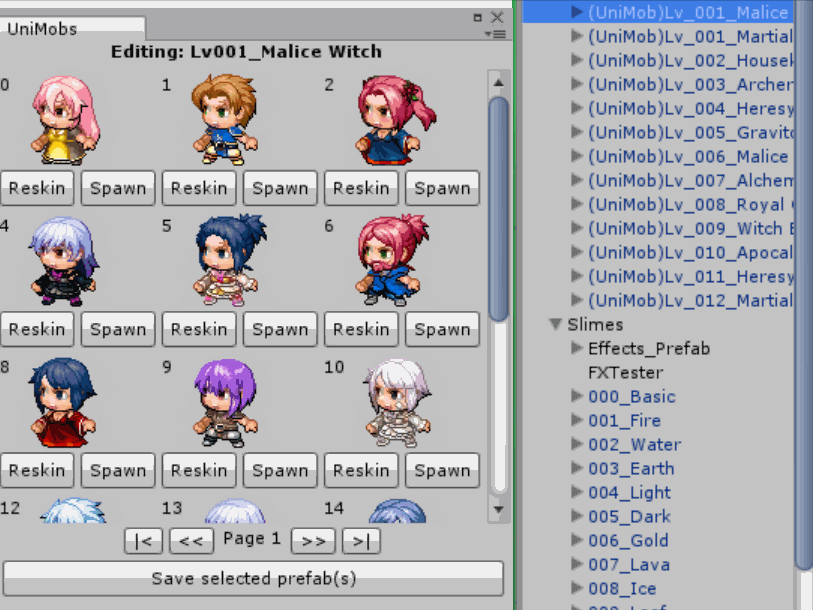 UniMobs
Editing: Lv001_Malice Witch
0 1 2
Reskin Spawn Reskin Spawn Reskin Spawn
4 5 6
Reskin Spawn Reskin Spawn Reskin Spawn
8 9 10
Reskin Spawn Reskin Spawn Reskin Spawn
12 13 14
|< << Page 1 >> >|
Save selected prefab(s)
(UniMob)Lv_001_Malice
(UniMob)Lv_001_Martial
(UniMob)Lv_002_Househ
(UniMob)Lv_003_Archer
(UniMob)Lv_004_Heresy
(UniMob)Lv_005_Gravito
(UniMob)Lv_006_Malice
(UniMob)Lv_007_Alchem
(UniMob)Lv_008_Royal
(UniMob)Lv_009_Witch
(UniMob)Lv_010_Apocal
(UniMob)Lv_011_Heresy
(UniMob)Lv_012_Martial
Slimes
Effects_Prefab
FXTester
000_Basic
001_Fire
002_Water
003_Earth
004_Light
005_Dark
006_Gold
007_Lava
008_Ice
009_Leaf